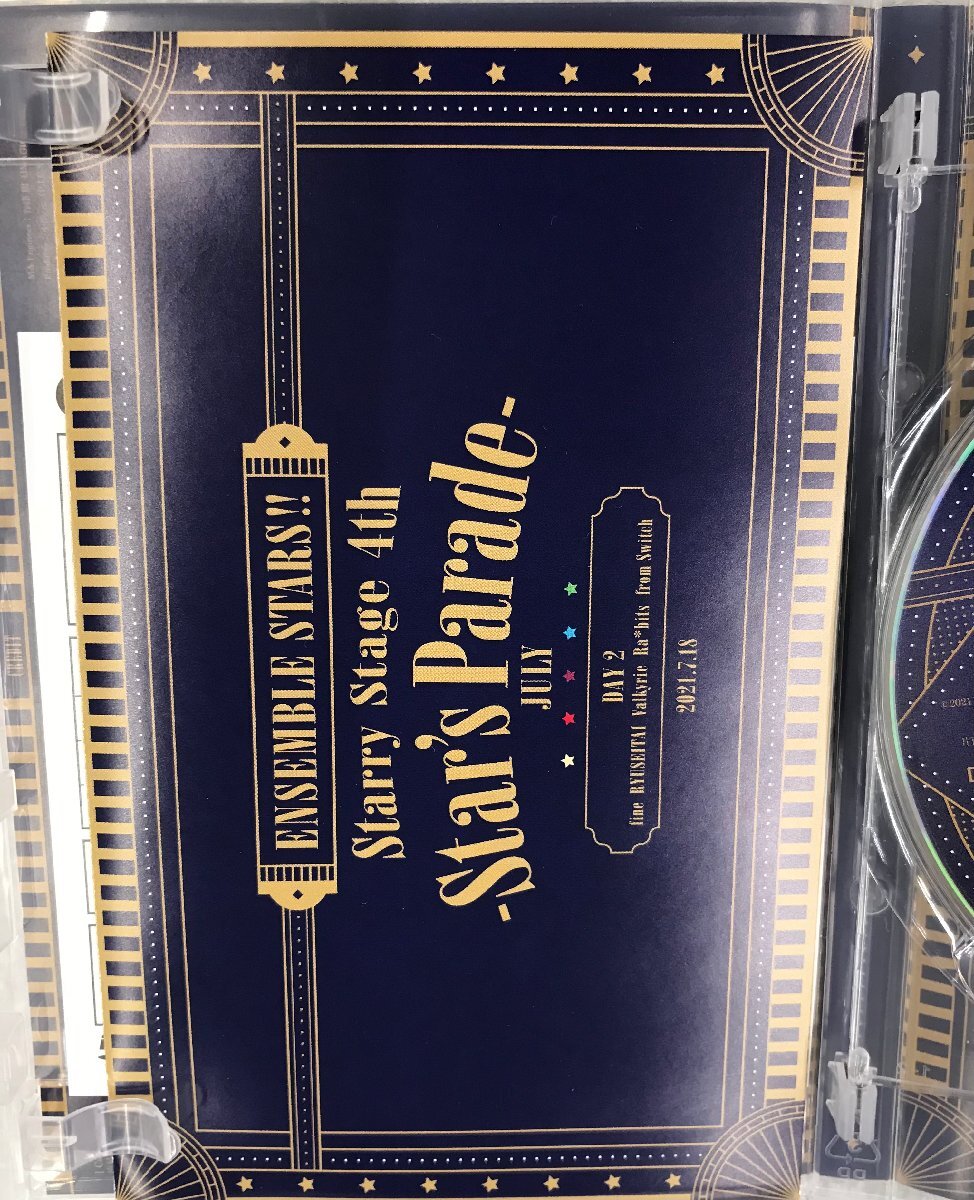 ENSEMBLE STARS!!
Starry Stage 4th
-Star's Parade-
JULY
DAY 2
fine RYUSEITAI Valkyrie Ra*bits from Switch
2021.7.18
CREDIT